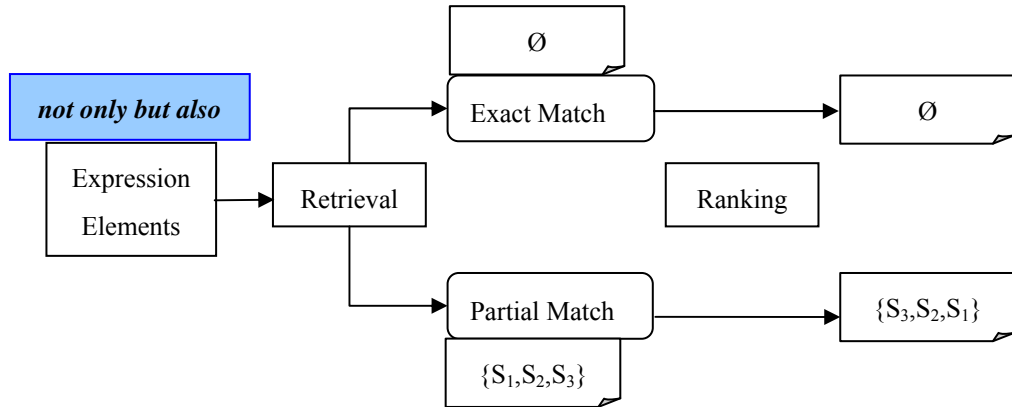 Ø
not only but also
Exact Match
Ø
Expression
Elements
Retrieval
Ranking
Partial Match
{S₃,S₂,S₁}
{S₁,S₂,S₃}